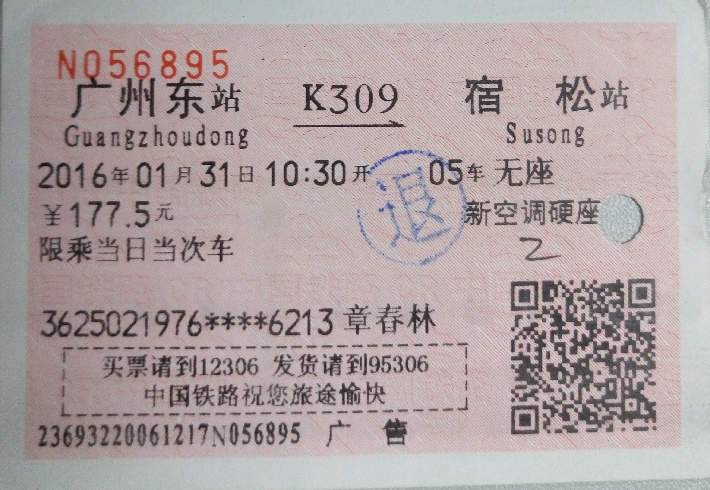 N056895
广州东站 K309 宿松站
Guangzhoudong Susong
2016年01月31日10:30开 05车 无座
￥177.5元 新空调硬座
限乘当日当次车 2
退
3625021976****6213 章春林
买票请到12306 发货请到95306
中国铁路祝您旅途愉快
23693220061217N056895 广 告